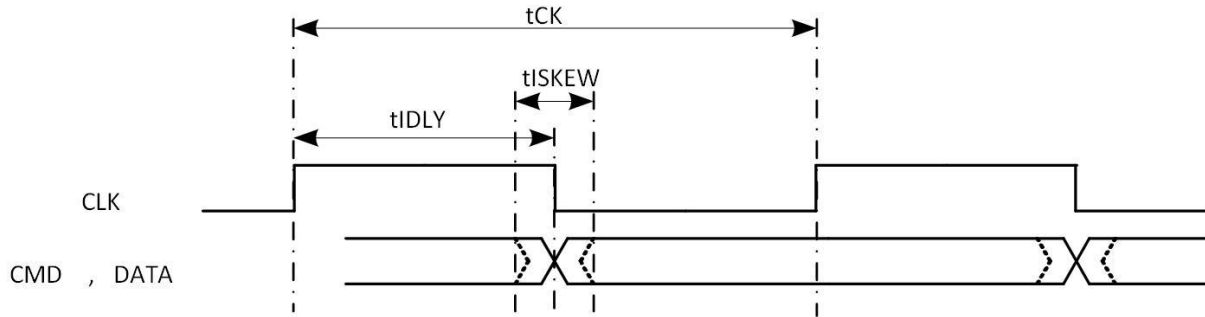 tCK
tISKEW
tIDLY
CLK
CMD , DATA